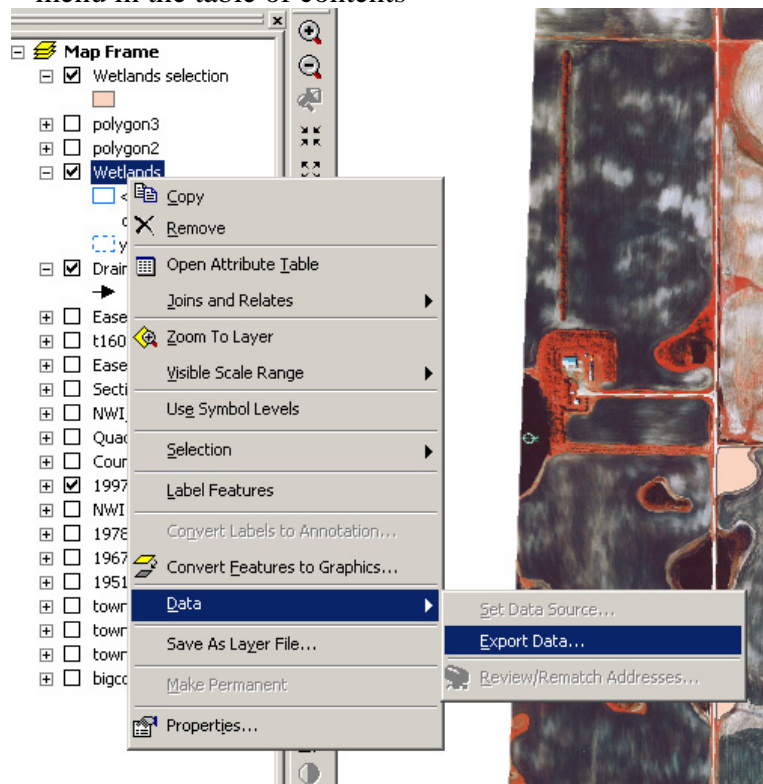 menu in the table of contents
Map Frame
Wetlands selection
polygon3
polygon2
Wetlands
Copy
Remove
Drain
Open Attribute Table
Joins and Relates
Ease
t160
Zoom To Layer
Ease
Visible Scale Range
Secti
NWI_
Use Symbol Levels
Quad
Selection
Coun
1997
Label Features
NWI
1978
Convert Labels to Annotation...
1967
Convert Features to Graphics...
1951
town
Data
Set Data Source...
town
town
Save As Layer File...
Export Data...
bigco
Make Permanent
Review/Rematch Addresses...
Properties...